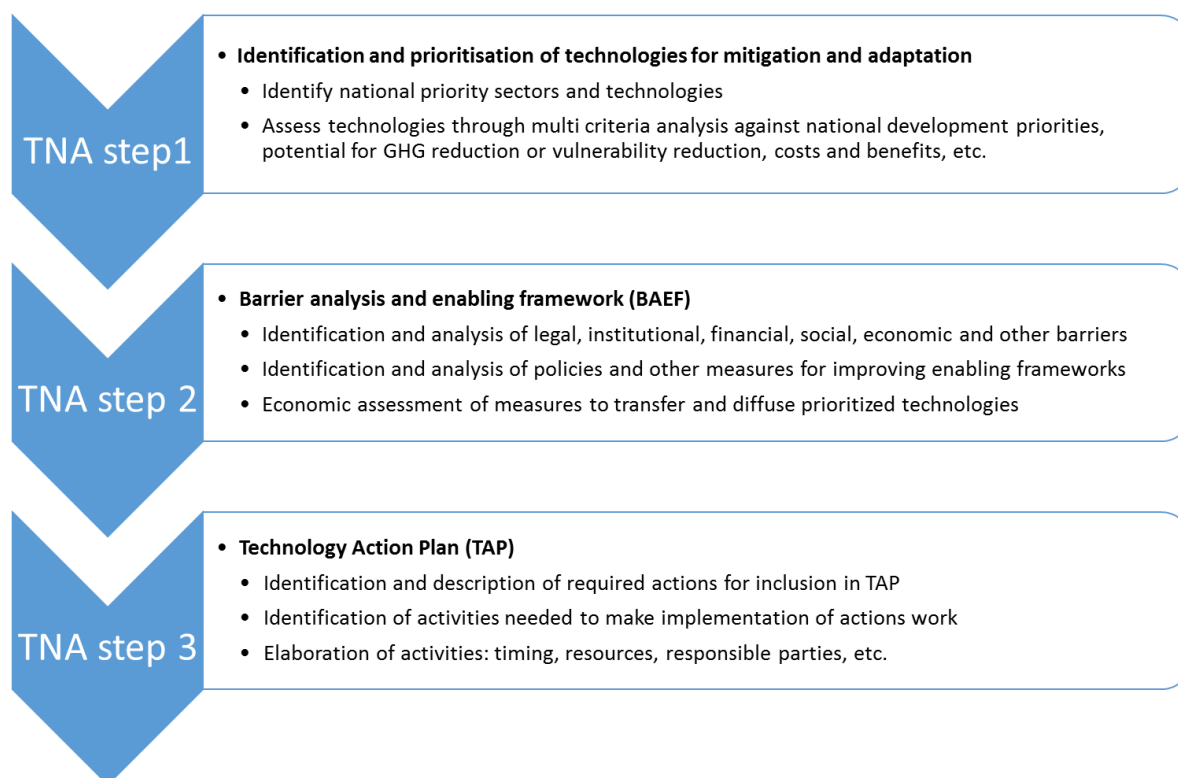 TNA step1
• Identification and prioritisation of technologies for mitigation and adaptation
• Identify national priority sectors and technologies
• Assess technologies through multi criteria analysis against national development priorities,
potential for GHG reduction or vulnerability reduction, costs and benefits, etc.
TNA step 2
• Barrier analysis and enabling framework (BAEF)
• Identification and analysis of legal, institutional, financial, social, economic and other barriers
• Identification and analysis of policies and other measures for improving enabling frameworks
• Economic assessment of measures to transfer and diffuse prioritized technologies
TNA step 3
• Technology Action Plan (TAP)
• Identification and description of required actions for inclusion in TAP
• Identification of activities needed to make implementation of actions work
• Elaboration of activities: timing, resources, responsible parties, etc.